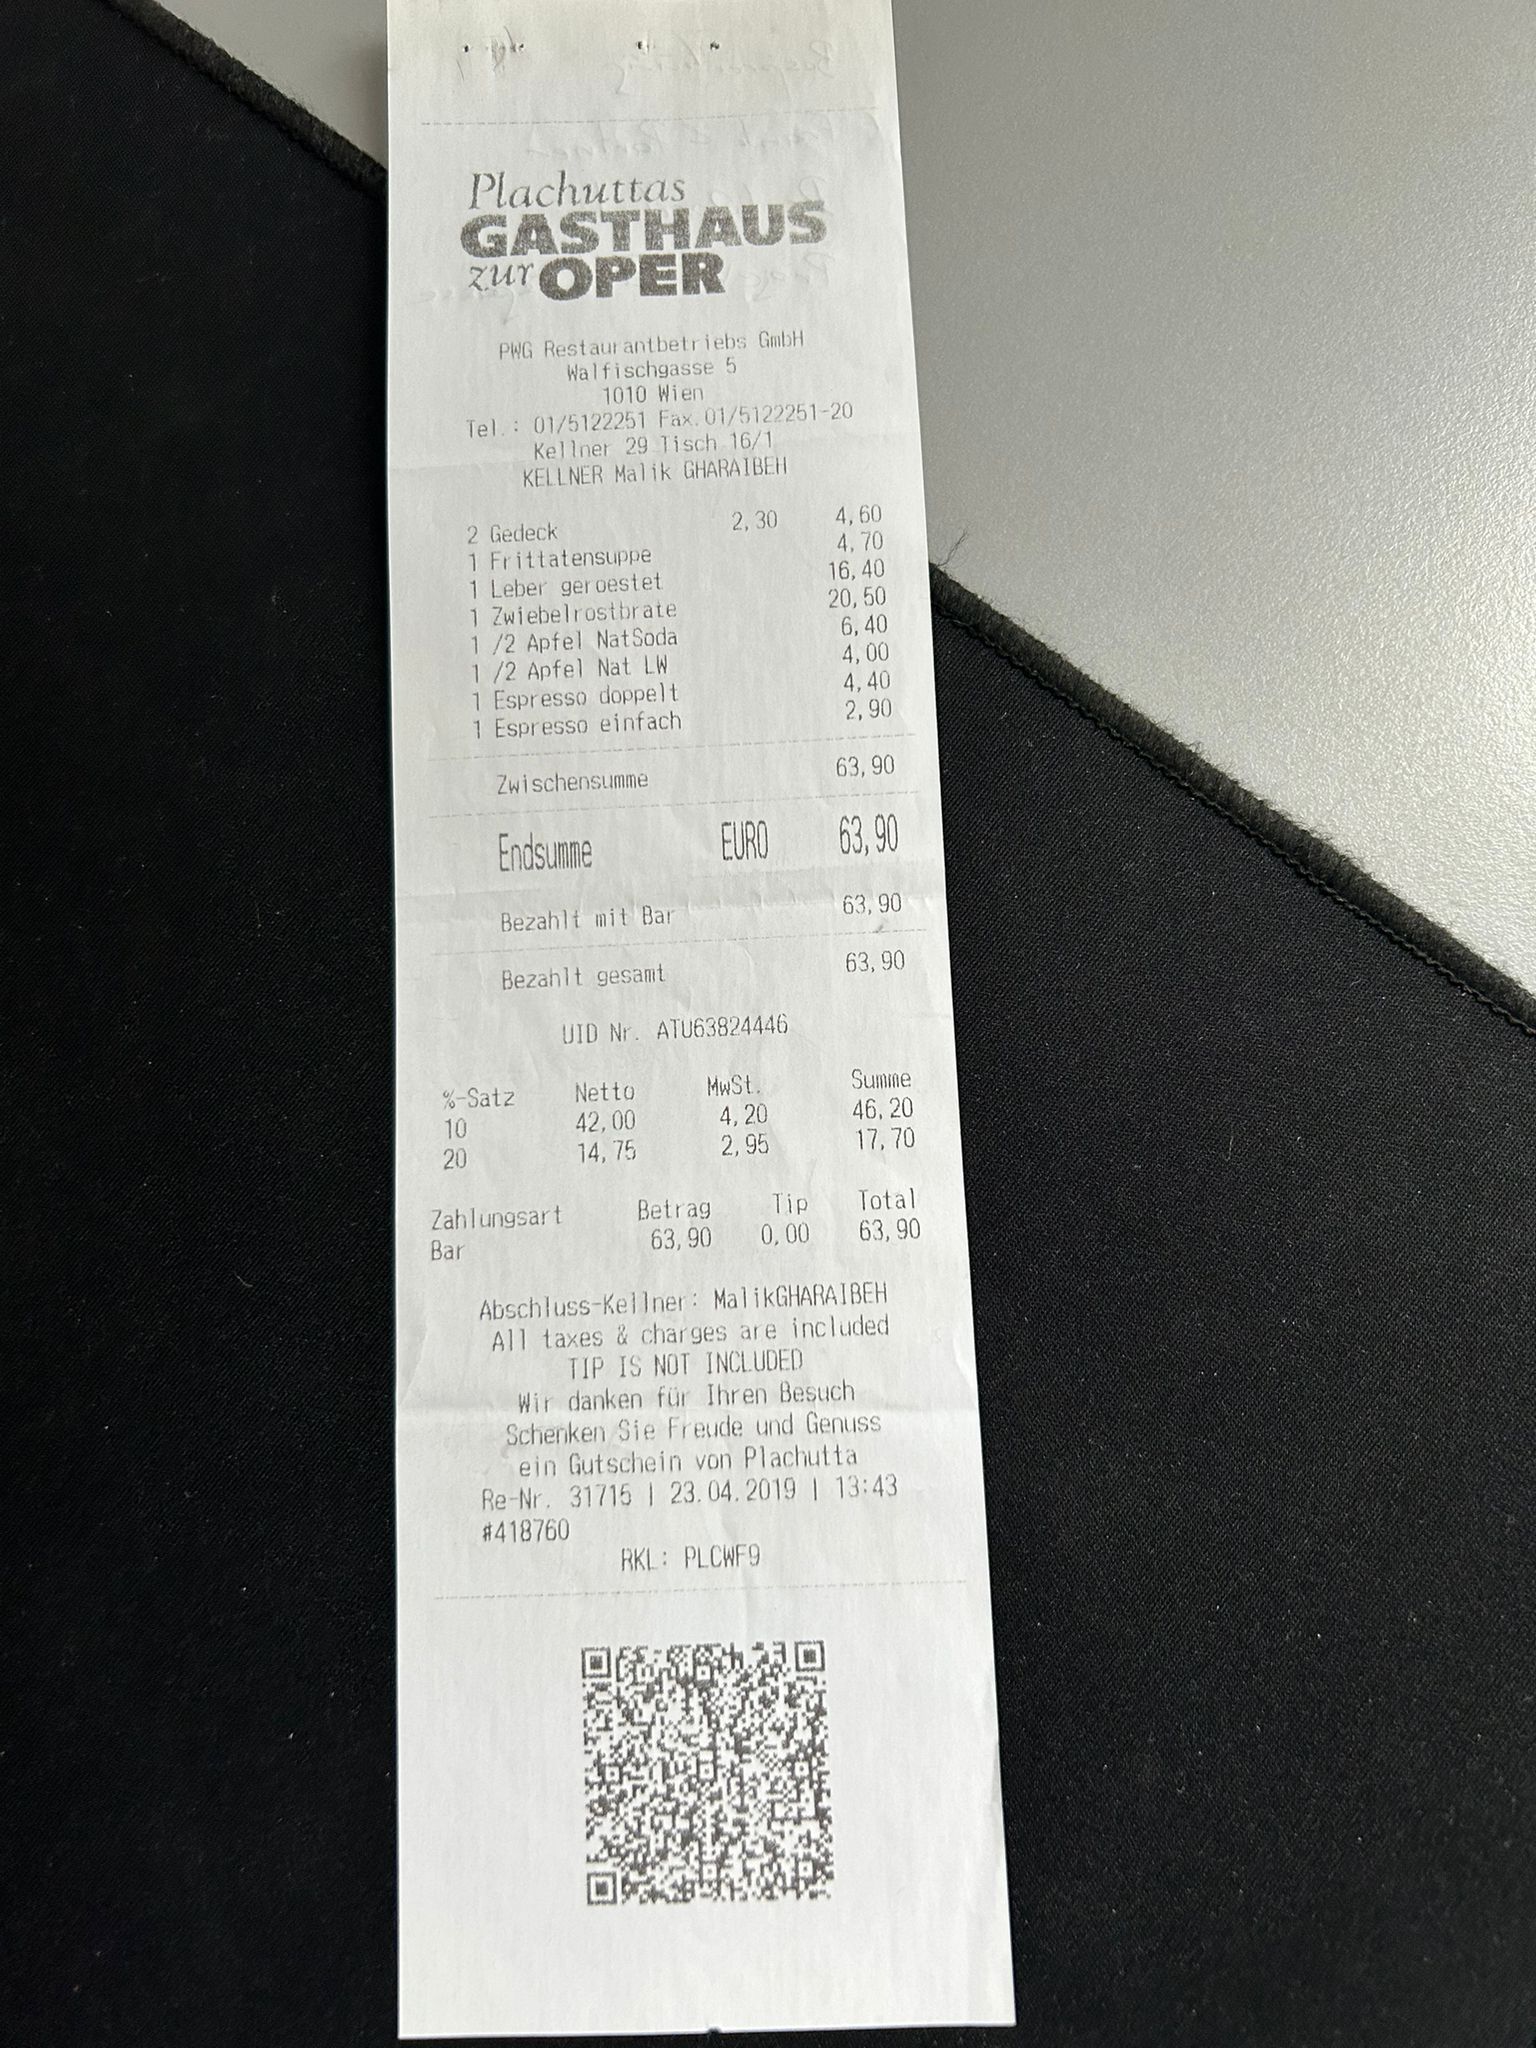 Plachuttas
GASTHAUS
zur OPER
PWG Restaurantbetriebs GmbH
Walfischgasse 5
1010 Wien
Tel.: 01/5122251 Fax.01/5122251-20
Kellner 29 Tisch 16/1
KELLNER Malik GHARAIBEH
2 Gedeck 2,30 4,60
1 Frittatensuppe 4,70
1 Leber geroestet 16,40
1 Zwiebelrostbrate 20,50
1 /2 Apfel NatSoda 6,40
1 /2 Apfel Nat LW 4,00
1 Espresso doppelt 4,40
1 Espresso einfach 2,90
Zwischensumme 63,90
Endsumme EURO 63,90
Bezahlt mit Bar 63,90
Bezahlt gesamt 63,90
UID Nr. ATU63824446
%-Satz Netto MwSt. Summe
10 42,00 4,20 46,20
20 14,75 2,95 17,70
Zahlungsart Betrag Tip Total
Bar 63,90 0,00 63,90
Abschluss-Kellner: MalikGHARAIBEH
All taxes & charges are included
TIP IS NOT INCLUDED
Wir danken für Ihren Besuch
Schenken Sie Freude und Genuss
ein Gutschein von Plachutta
Re-Nr. 31715 | 23.04.2019 | 13:43
#418760
RKL: PLCWF9